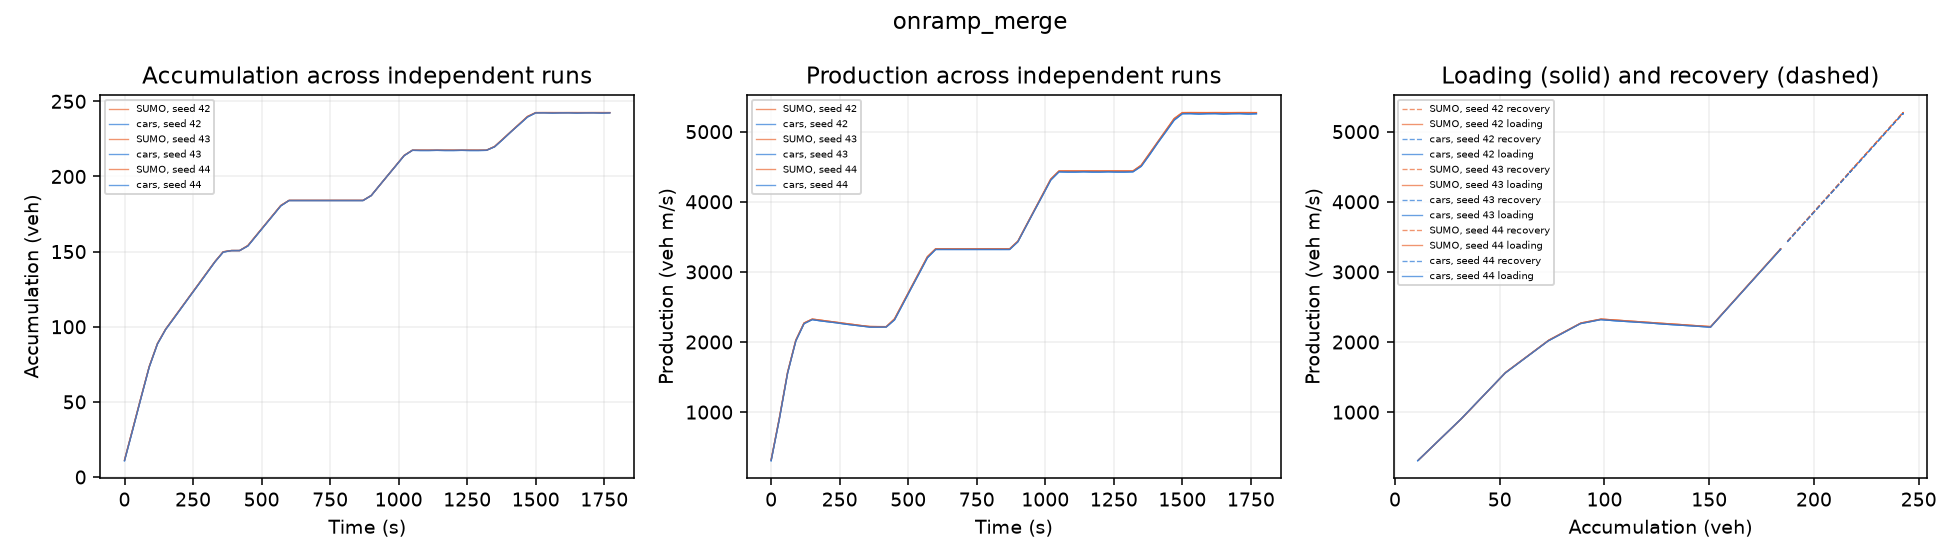 onramp_merge
Accumulation across independent runs
SUMO, seed 42
cars, seed 42
SUMO, seed 43
cars, seed 43
SUMO, seed 44
cars, seed 44
Accumulation (veh)
250
200
150
100
50
0
0 250 500 750 1000 1250 1500 1750
Time (s)
Production across independent runs
SUMO, seed 42
cars, seed 42
SUMO, seed 43
cars, seed 43
SUMO, seed 44
cars, seed 44
Production (veh m/s)
5000
4000
3000
2000
1000
0 250 500 750 1000 1250 1500 1750
Time (s)
Loading (solid) and recovery (dashed)
SUMO, seed 42 recovery
SUMO, seed 42 loading
cars, seed 42 recovery
cars, seed 42 loading
SUMO, seed 43 recovery
SUMO, seed 43 loading
cars, seed 43 recovery
cars, seed 43 loading
SUMO, seed 44 recovery
SUMO, seed 44 loading
cars, seed 44 recovery
cars, seed 44 loading
Production (veh m/s)
5000
4000
3000
2000
1000
0 50 100 150 200 250
Accumulation (veh)